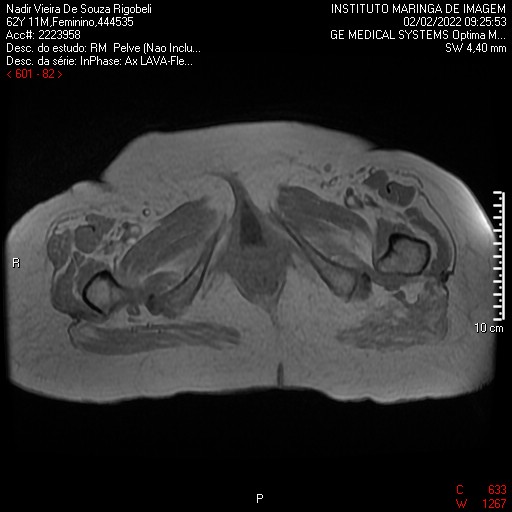 Nadir Vieira De Souza Rigobeli
62Y 11M,Feminino,444535
Acc#: 2223958
Desc. do estudo: RM  Pelve (Nao Inclu...
Desc. da série: InPhase: Ax LAVA-Fle...
< 601 - 82 >
INSTITUTO MARINGA DE IMAGEM
02/02/2022 09:25:53
GE MEDICAL SYSTEMS Optima M...
SW 4,40 mm
R
10 cm
P
C 633
W 1267